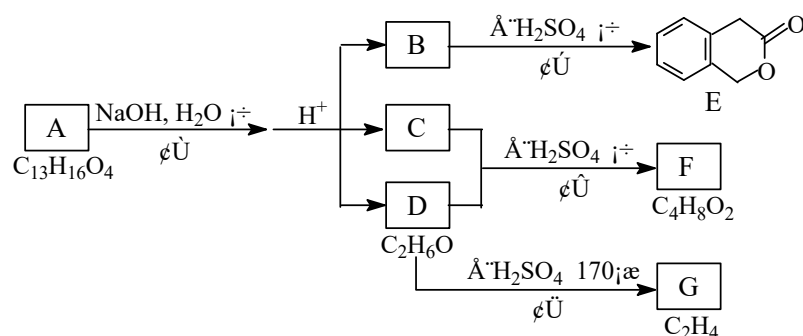 B
Å¨H2SO4 ¡÷
¢Ú
O
O
E
A
NaOH, H2O ¡÷
¢Ù
C13H16O4
H+
C
Å¨H2SO4 ¡÷
¢Û
F
C4H8O2
D
C2H6O
Å¨H2SO4 170¡æ
¢Ü
G
C2H4